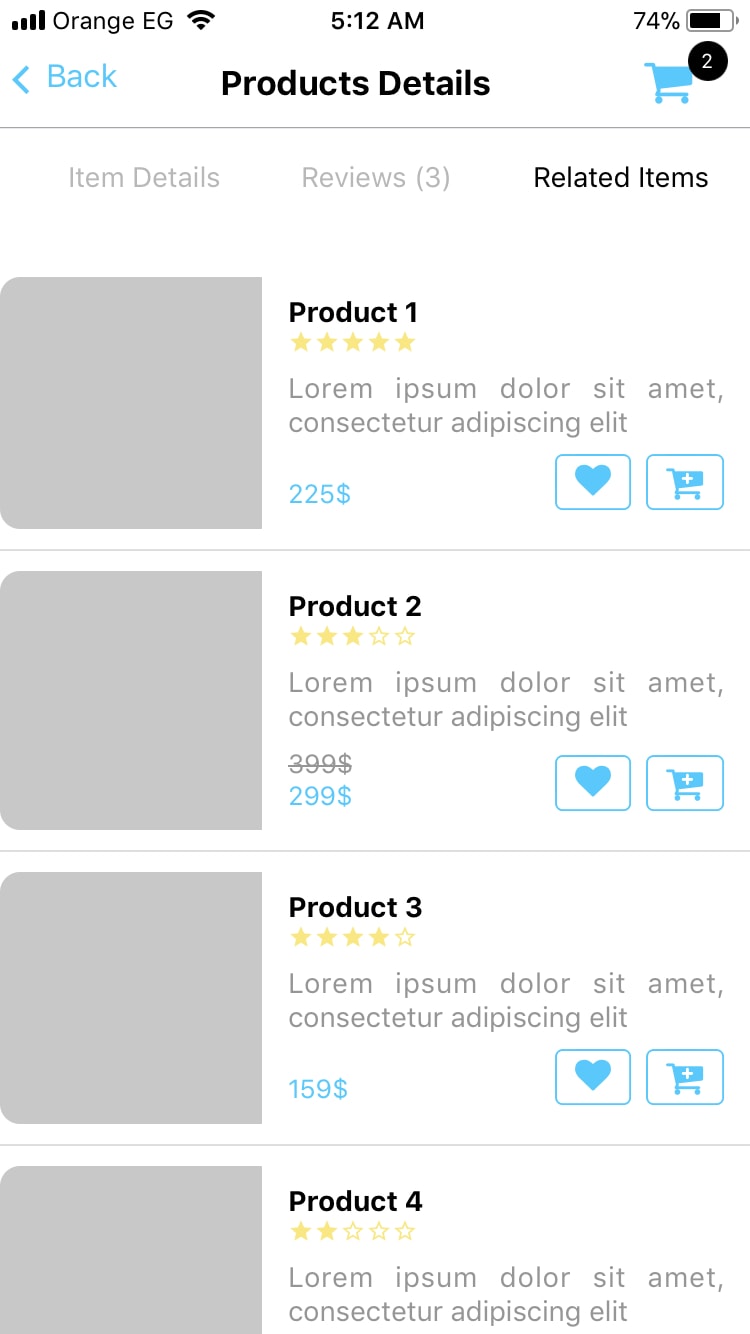 Orange EG 5:12 AM 74%
Back Products Details 2
Item Details Reviews (3) Related Items
Product 1
Lorem ipsum dolor sit amet,
consectetur adipiscing elit
225$
Product 2
Lorem ipsum dolor sit amet,
consectetur adipiscing elit
399$
299$
Product 3
Lorem ipsum dolor sit amet,
consectetur adipiscing elit
159$
Product 4
Lorem ipsum dolor sit amet,
consectetur adipiscing elit